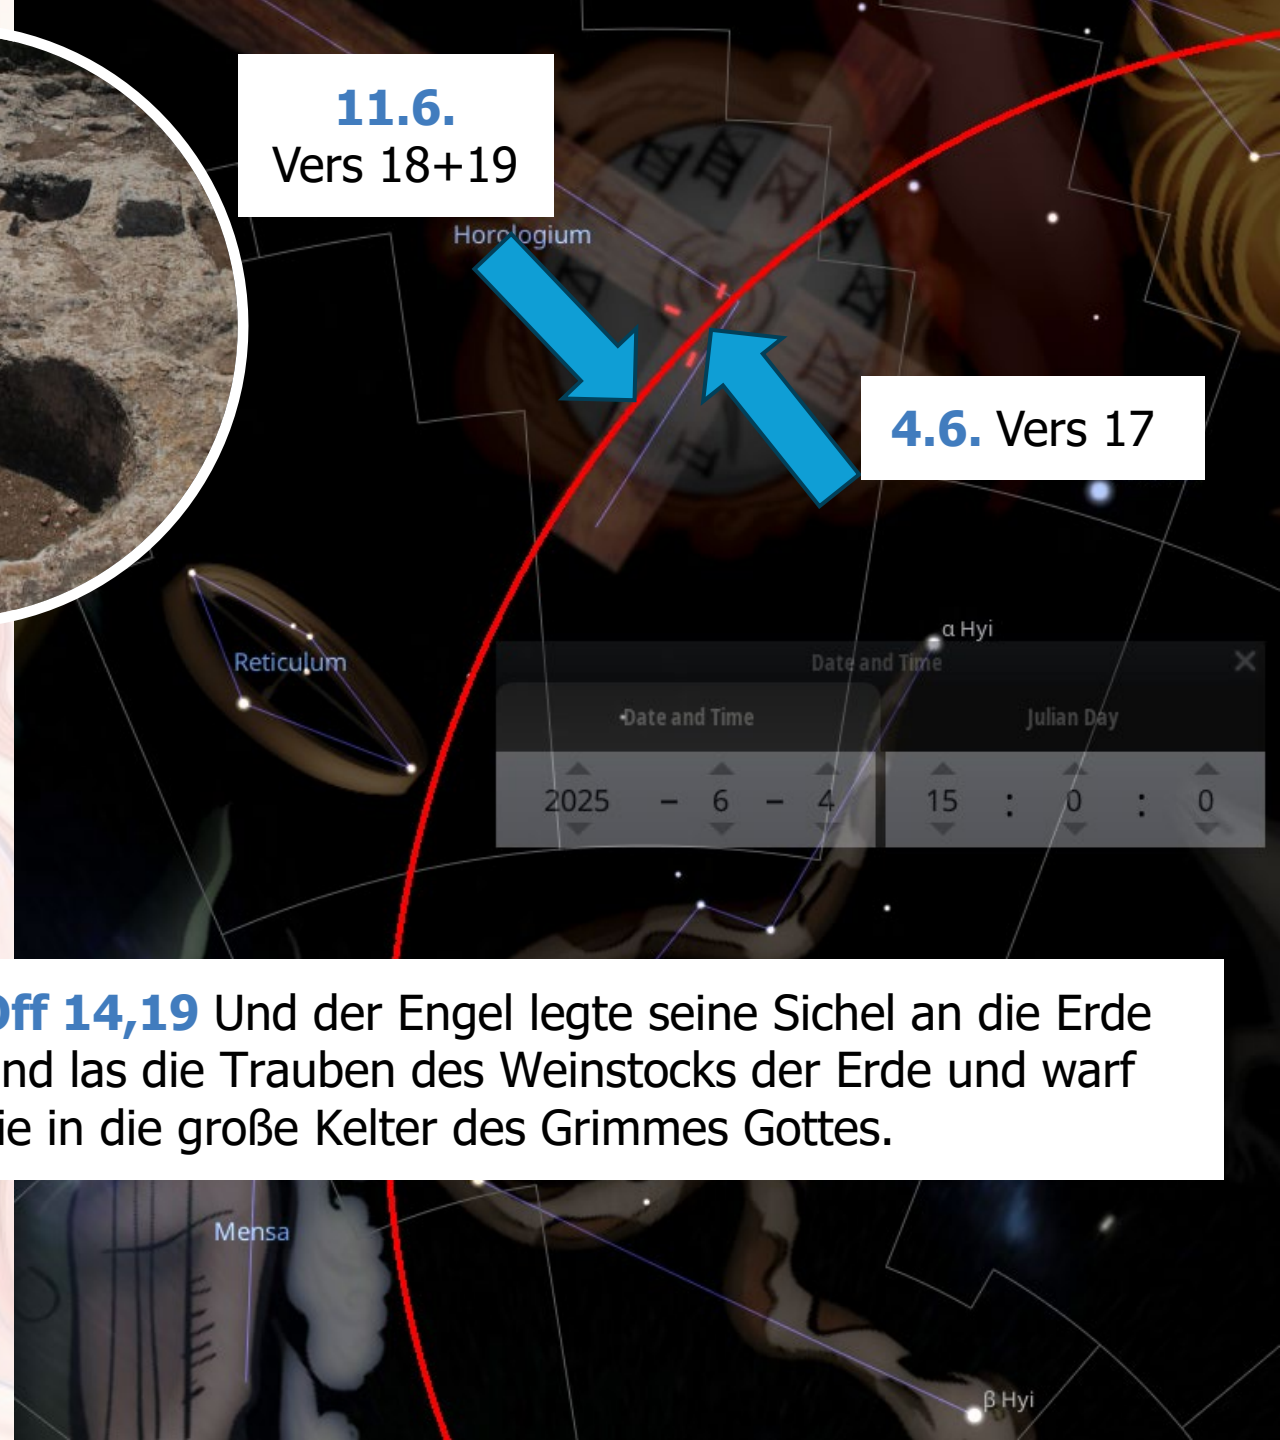 11.6.
Vers 18+19
Horologium
4.6. Vers 17
α Hyi
Reticulum
Date and Time
Date and Time
Julian Day
2025 – 6 – 4 15 : 0 : 0
Off 14,19 Und der Engel legte seine Sichel an die Erde
nd las die Trauben des Weinstocks der Erde und warf
ie in die große Kelter des Grimmes Gottes.
Mensa
β Hyi